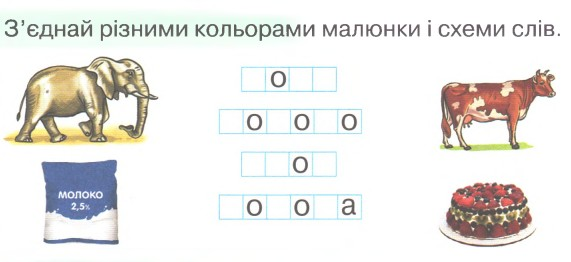 З’єднай різними кольорами малюнки і схеми слів.
о
о о о
МОЛОКО
2,5%
о
о о а